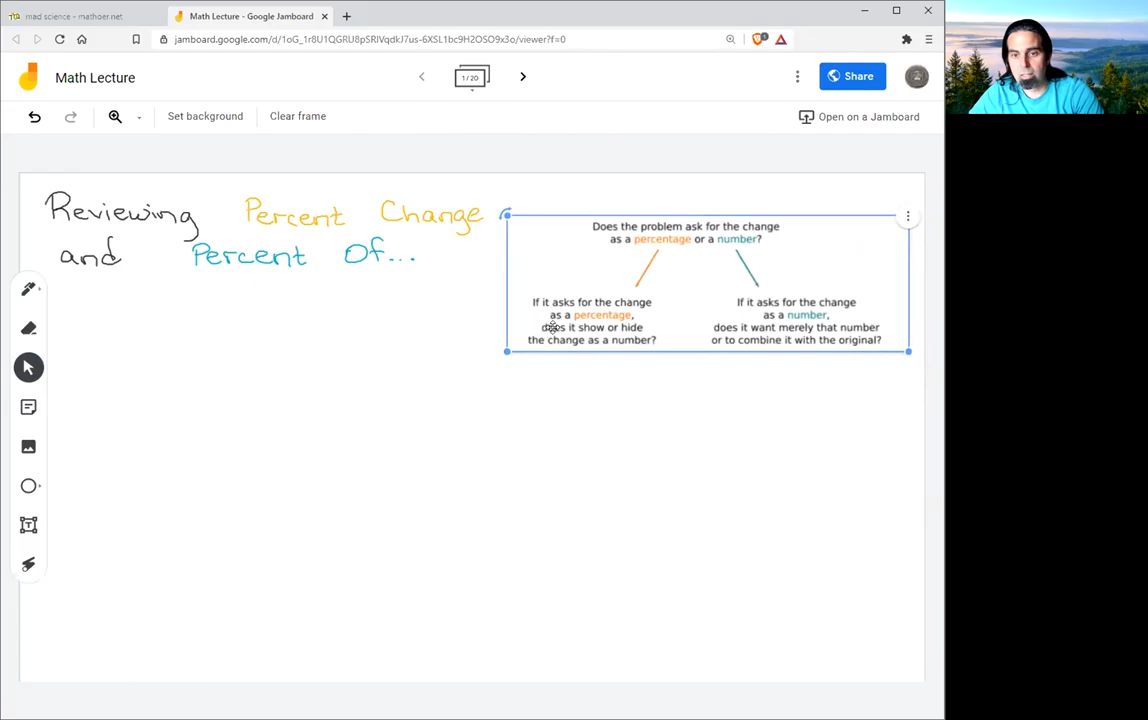 mad science - mathoer.net
Math Lecture - Google Jamboard
jamboard.google.com/d/1oG_1r8U1QGRU8pSRIVqdkJ7us-6XSL1bc9H2OSO9x3o/viewer?f=0
Math Lecture
1/20
Share
Set background
Clear frame
Open on a Jamboard
Reviewing Percent Change
and Percent Of...
Does the problem ask for the change
as a percentage or a number?
If it asks for the change
as a percentage,
does it show or hide
the change as a number?
If it asks for the change
as a number,
does it want merely that number
or to combine it with the original?